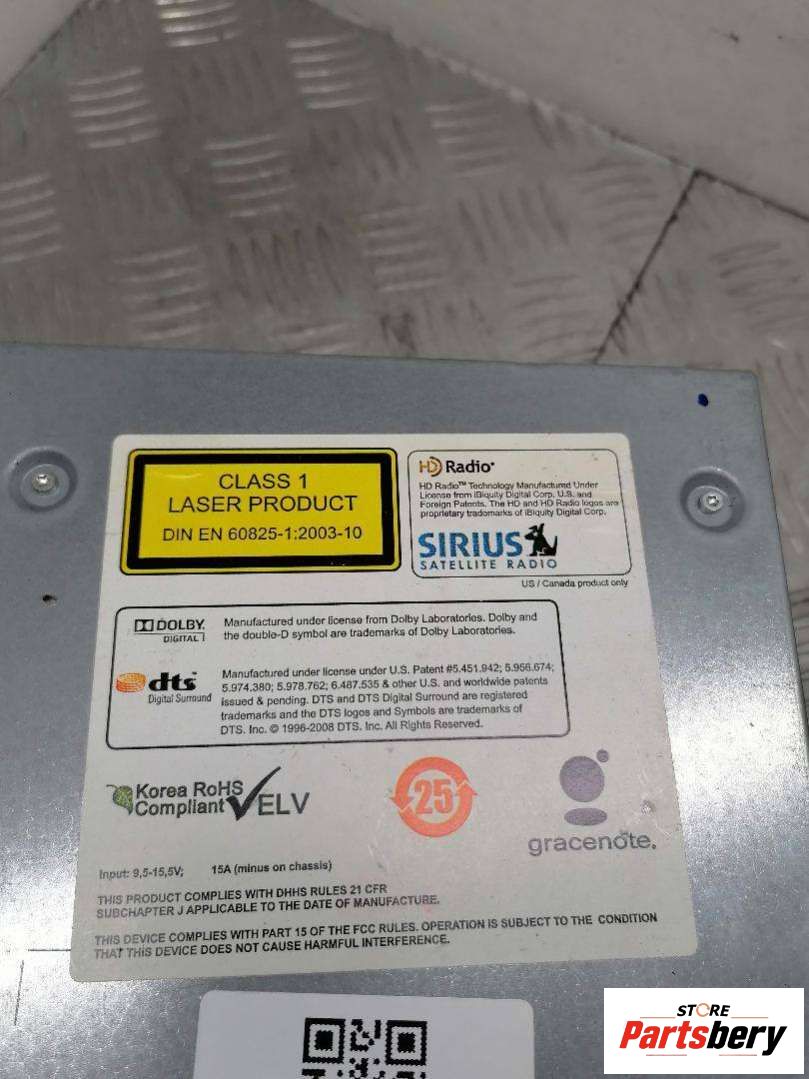 CLASS 1
LASER PRODUCT
DIN EN 60825-1:2003-10
HD Radio
HD Radio™ Technology Manufactured Under
License from iBiquity Digital Corp. U.S. and
Foreign Patents. The HD and HD Radio logos are
proprietary trademarks of iBiquity Digital Corp.
SIRIUS
SATELLITE RADIO
US / Canada product only
DOLBY
DIGITAL
Manufactured under license from Dolby Laboratories. Dolby and
the double-D symbol are trademarks of Dolby Laboratories.
dts
Digital Surround
Manufactured under license under U.S. Patent #5.451.942; 5.956.674;
5.974.380; 5.978.762; 6.487.535 & other U.S. and worldwide patents
issued & pending. DTS and DTS Digital Surround are registered
trademarks and the DTS logos and Symbols are trademarks of
DTS. Inc. © 1996-2008 DTS. Inc. All Rights Reserved.
Korea RoHS
Compliant ELV
25
gracenote.
Input: 9,5-15,5V; 15A (minus on chassis)
THIS PRODUCT COMPLIES WITH DHHS RULES 21 CFR
SUBCHAPTER J APPLICABLE TO THE DATE OF MANUFACTURE.
THIS DEVICE COMPLIES WITH PART 15 OF THE FCC RULES. OPERATION IS SUBJECT TO THE CONDITION
THAT THIS DEVICE DOES NOT CAUSE HARMFUL INTERFERENCE.
STORE
Partsbery